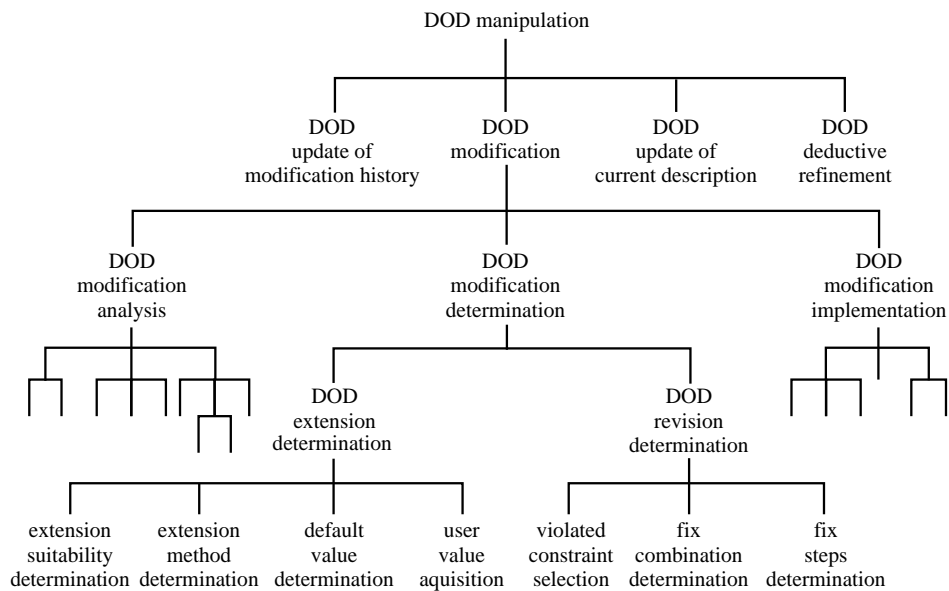 DOD manipulation
DOD
update of
modification history
DOD
modification
DOD
update of
current description
DOD
deductive
refinement
DOD
modification
analysis
DOD
modification
determination
DOD
modification
implementation
DOD
extension
determination
DOD
revision
determination
extension
suitability
determination
extension
method
determination
default
value
determination
user
value
aquisition
violated
constraint
selection
fix
combination
determination
fix
steps
determination